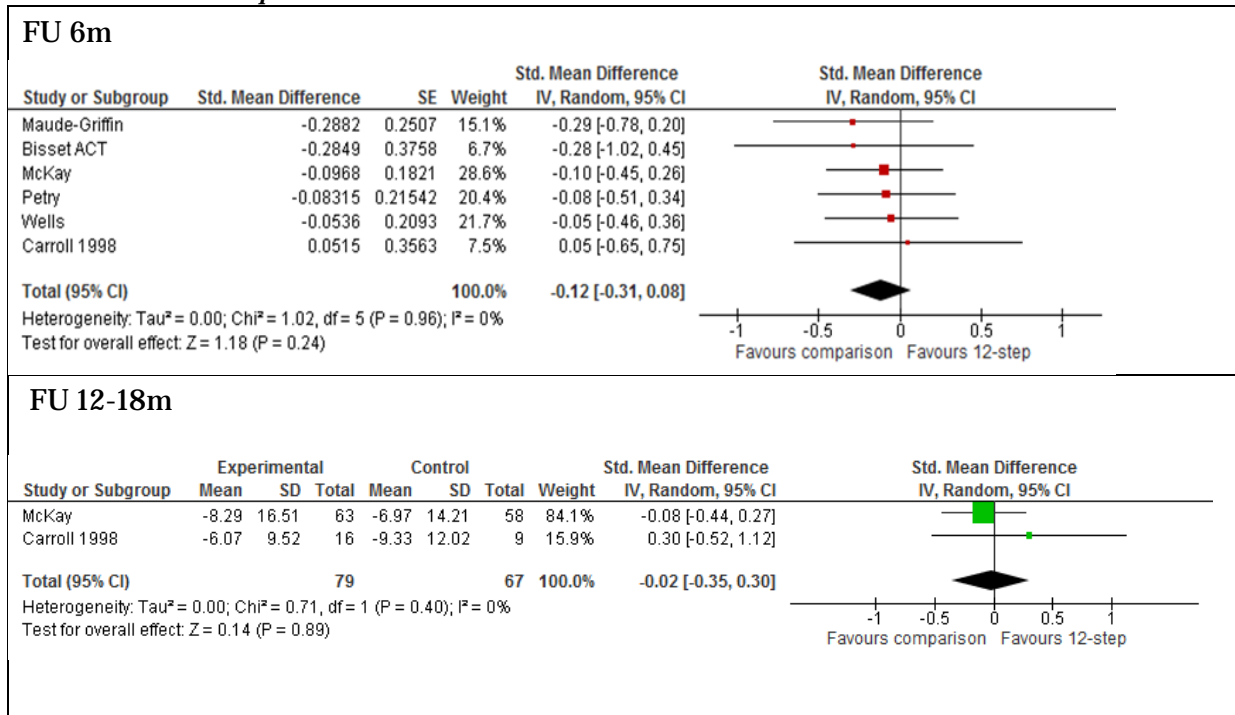 FU 6m
Std. Mean Difference Std. Mean Difference
Study or Subgroup Std. Mean Difference SE Weight IV, Random, 95% CI IV, Random, 95% CI
Maude-Griffin -0.2882 0.2507 15.1% -0.29 [-0.78, 0.20]
Bisset ACT -0.2849 0.3758 6.7% -0.28 [-1.02, 0.45]
McKay -0.0968 0.1821 28.6% -0.10 [-0.45, 0.26]
Petry -0.08315 0.21542 20.4% -0.08 [-0.51, 0.34]
Wells -0.0536 0.2093 21.7% -0.05 [-0.46, 0.36]
Carroll 1998 0.0515 0.3563 7.5% 0.05 [-0.65, 0.75]
Total (95% CI) 100.0% -0.12 [-0.31, 0.08]
Heterogeneity: Tau² = 0.00; Chi² = 1.02, df = 5 (P = 0.96); I² = 0%
Test for overall effect: Z = 1.18 (P = 0.24)
-1 -0.5 0 0.5 1
Favours comparison Favours 12-step
FU 12-18m
Experimental Control Std. Mean Difference Std. Mean Difference
Study or Subgroup Mean SD Total Mean SD Total Weight IV, Random, 95% CI IV, Random, 95% CI
McKay -8.29 16.51 63 -6.97 14.21 58 84.1% -0.08 [-0.44, 0.27]
Carroll 1998 -6.07 9.52 16 -9.33 12.02 9 15.9% 0.30 [-0.52, 1.12]
Total (95% CI) 79 67 100.0% -0.02 [-0.35, 0.30]
Heterogeneity: Tau² = 0.00; Chi² = 0.71, df = 1 (P = 0.40); I² = 0%
Test for overall effect: Z = 0.14 (P = 0.89)
-1 -0.5 0 0.5 1
Favours comparison Favours 12-step